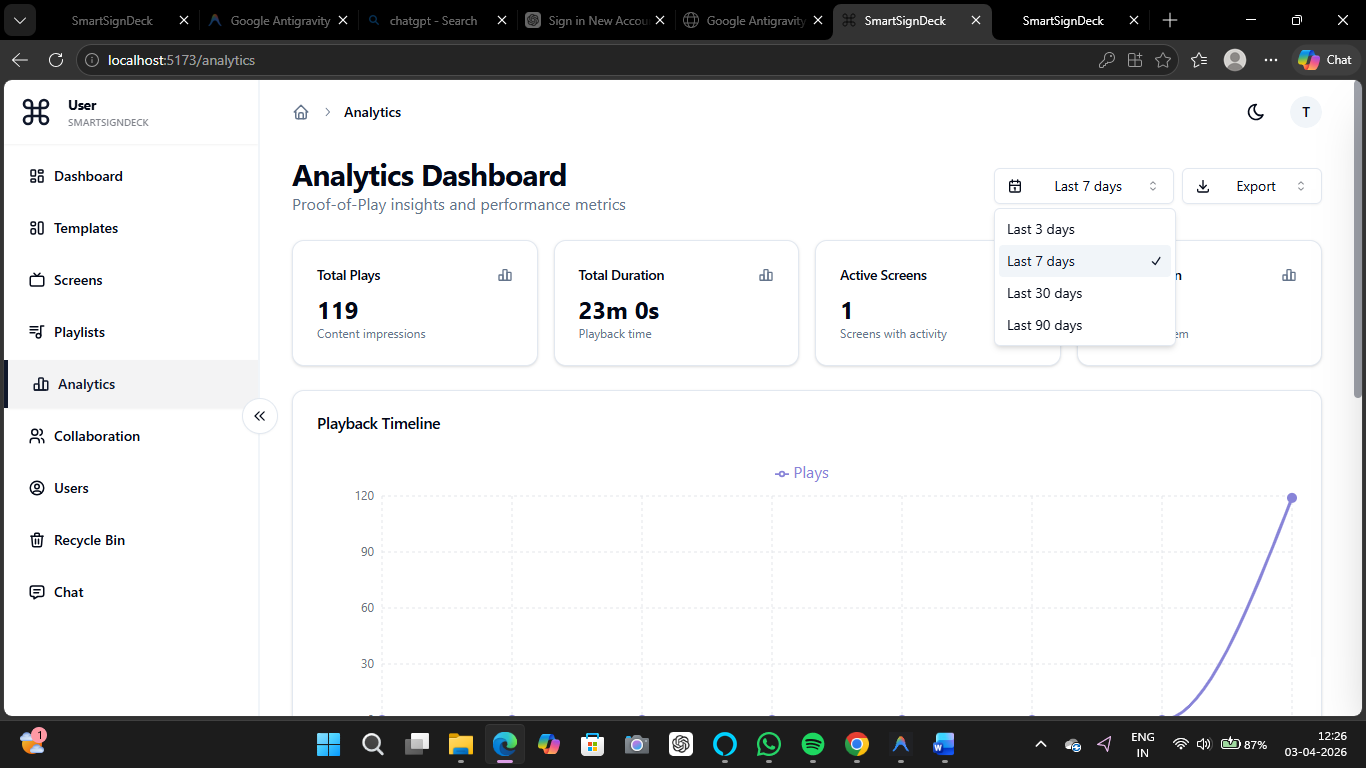 SmartSignDeck
Google Antigravity
chatgpt - Search
Sign in New Accou
Google Antigravity
SmartSignDeck
SmartSignDeck
localhost:5173/analytics
Chat
User
SMARTSIGNDECK
Dashboard
Templates
Screens
Playlists
Analytics
Collaboration
Users
Recycle Bin
Chat
Analytics
T
Analytics Dashboard
Proof-of-Play insights and performance metrics
Last 7 days
Export
Last 3 days
Last 7 days
Last 30 days
Last 90 days
Total Plays
119
Content impressions
Total Duration
23m 0s
Playback time
Active Screens
1
Screens with activity
Playback Timeline
Plays
120
90
60
30
1
ENG
IN
87%
12:26
03-04-2026